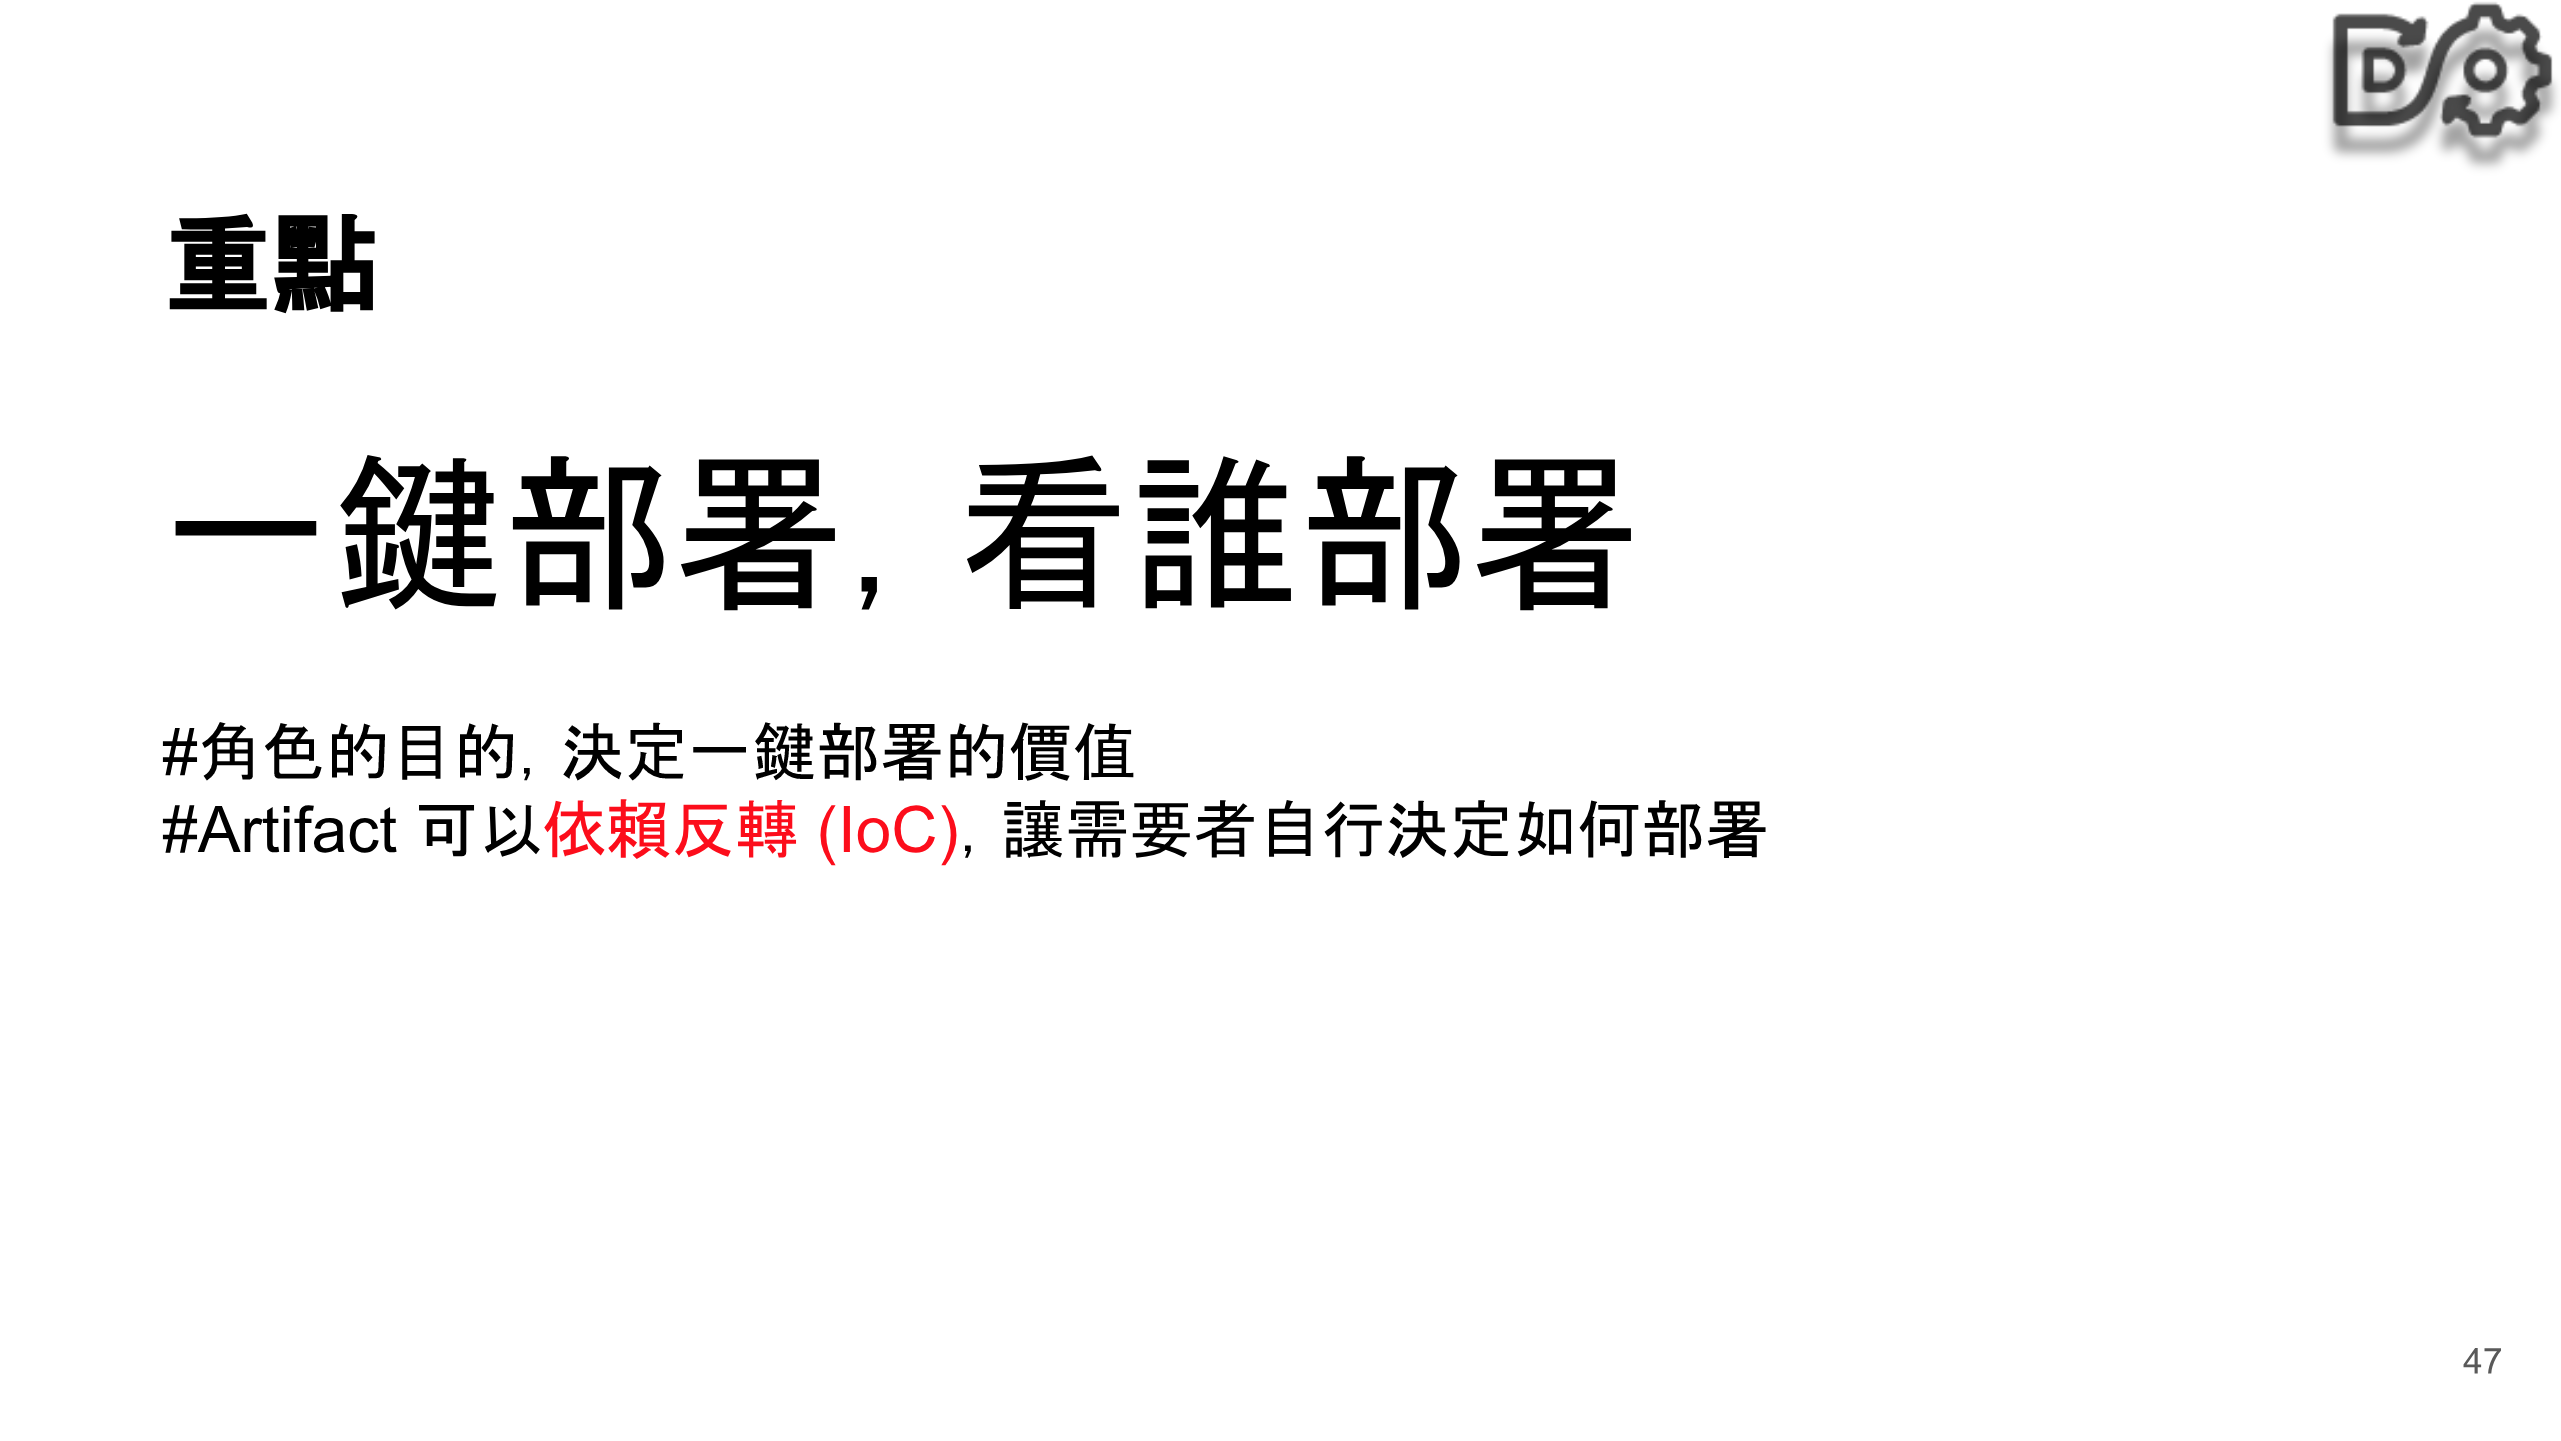 重點
一鍵部署, 看誰部署
#角色的目的, 決定一鍵部署的價值
#Artifact 可以依賴反轉 (IoC), 讓需要者自行決定如何部署
47